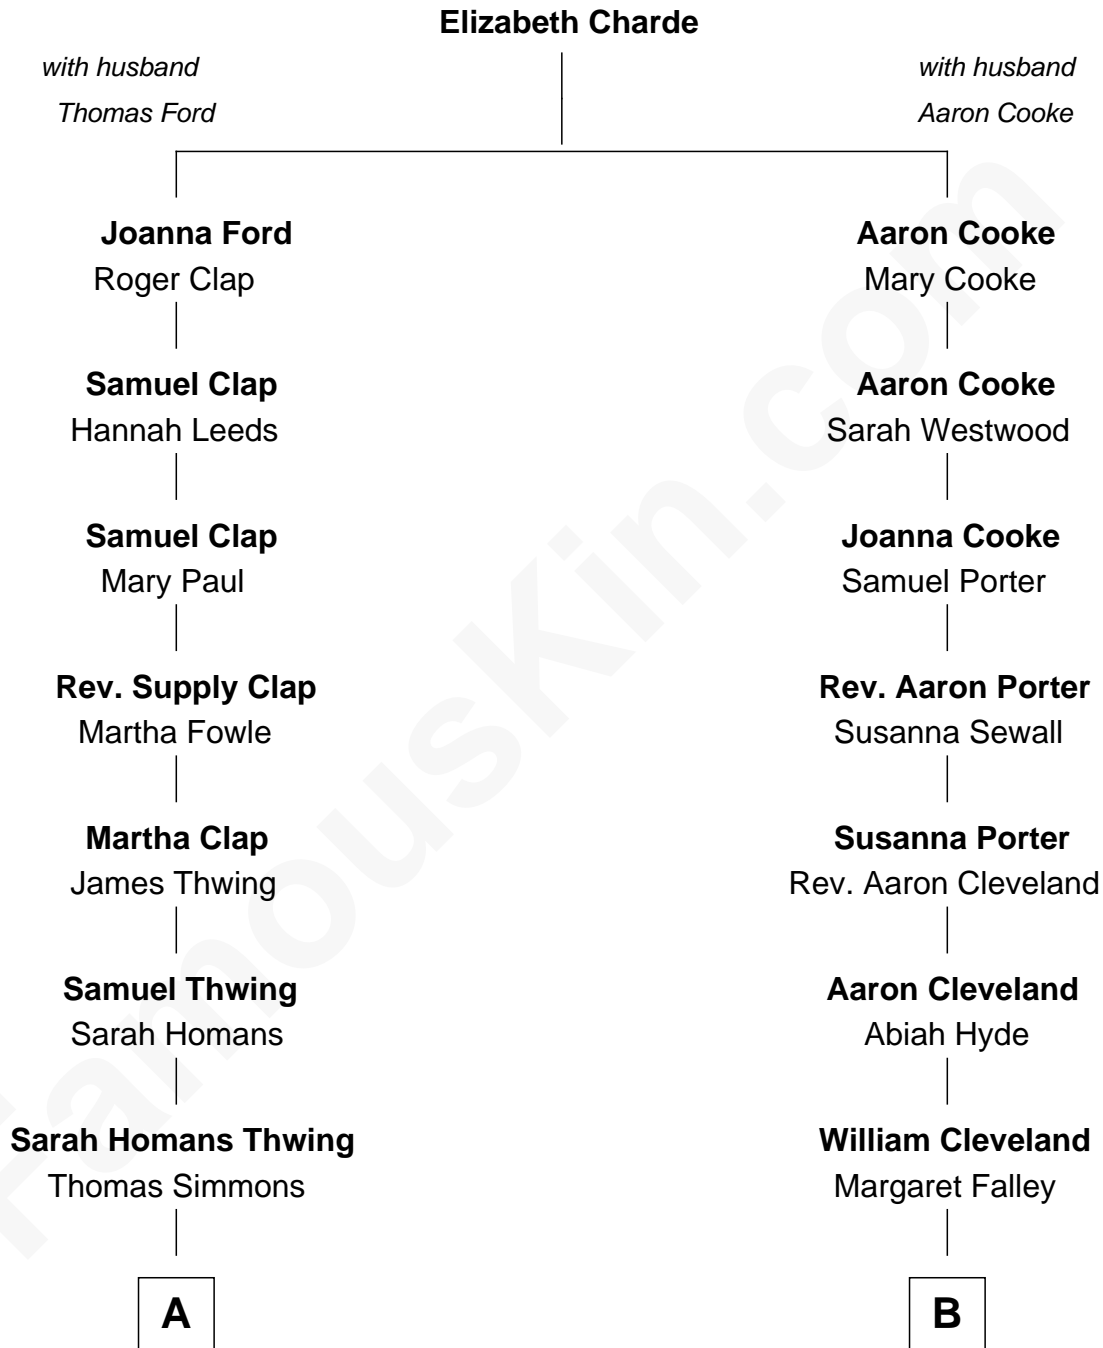 Elizabeth Charde
with husband
Thomas Ford
with husband
Aaron Cooke
Joanna Ford
Roger Clap
Aaron Cooke
Mary Cooke
Samuel Clap
Hannah Leeds
Aaron Cooke
Sarah Westwood
Samuel Clap
Mary Paul
Joanna Cooke
Samuel Porter
Rev. Supply Clap
Martha Fowle
Rev. Aaron Porter
Susanna Sewall
Martha Clap
James Thwing
Susanna Porter
Rev. Aaron Cleveland
Samuel Thwing
Sarah Homans
Aaron Cleveland
Abiah Hyde
Sarah Homans Thwing
Thomas Simmons
William Cleveland
Margaret Falley
A
B
FamousKin.com